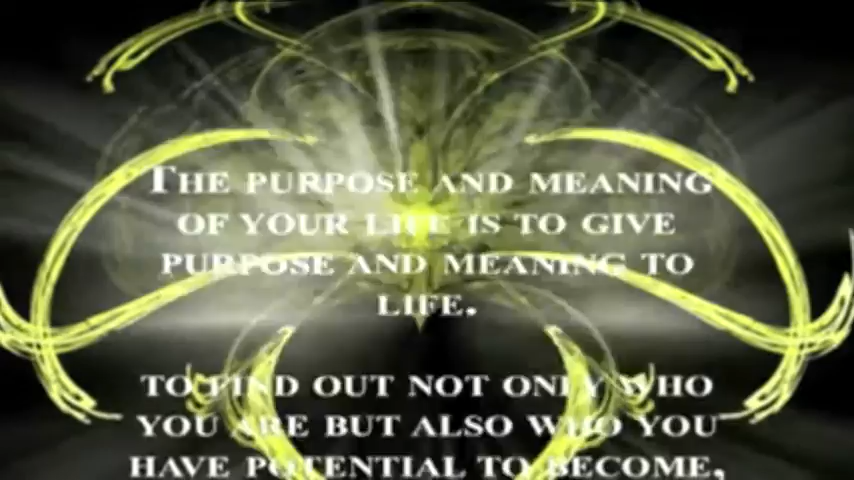 The purpose and meaning
of your life is to give
purpose and meaning to
life.
to find out not only who
you are but also who you
have potential to become,